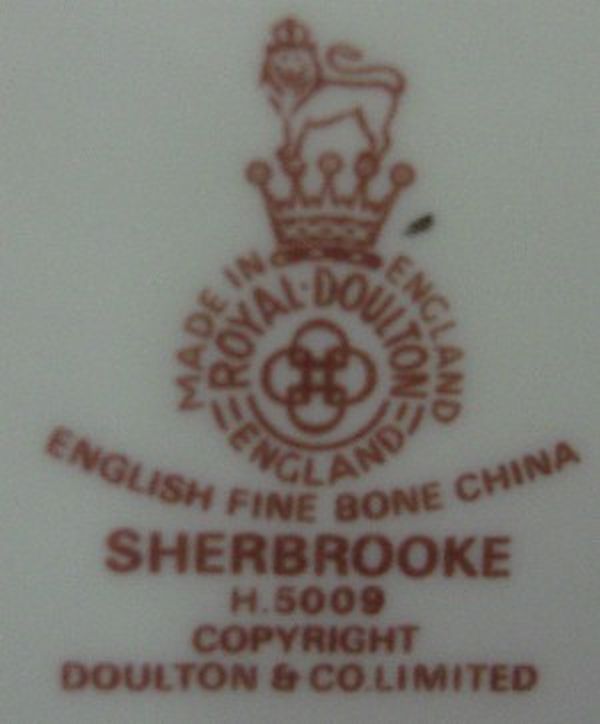 MADE IN ENGLAND
ROYAL·DOULTON
ENGLAND
ENGLISH FINE BONE CHINA
SHERBROOKE
H.5009
COPYRIGHT
DOULTON & CO.LIMITED